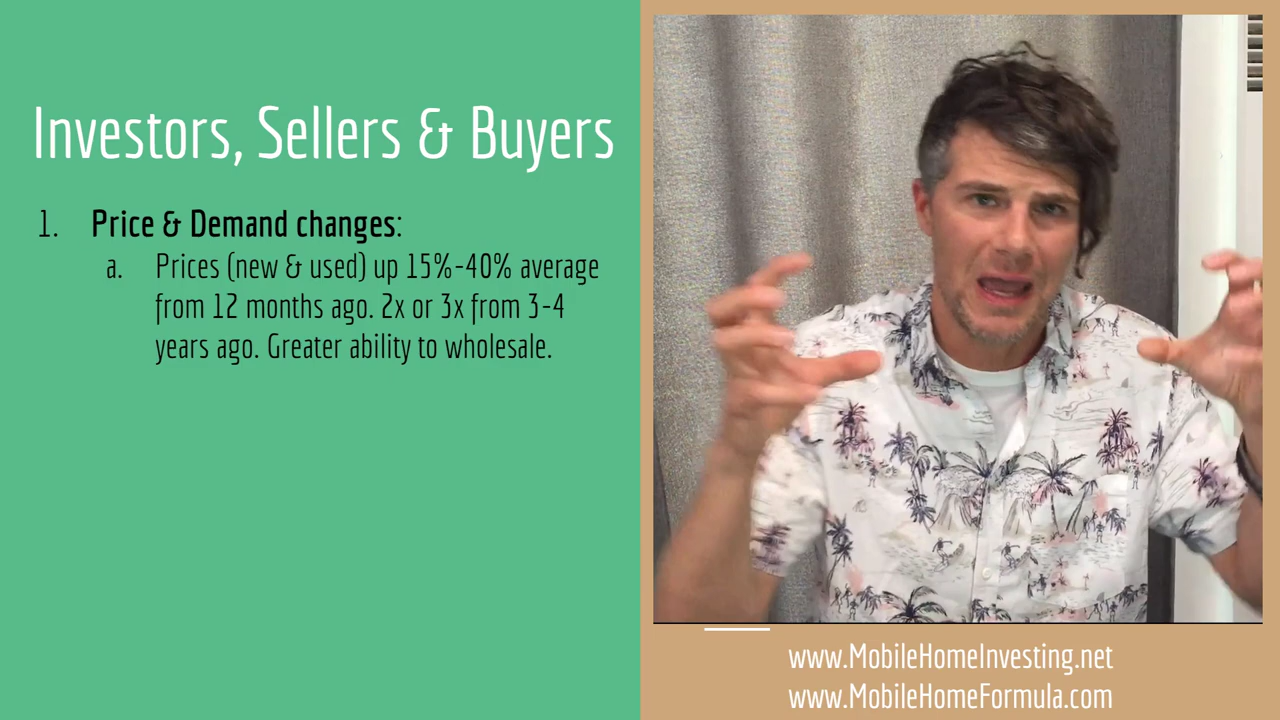 Investors, Sellers & Buyers
1. Price & Demand changes:
a. Prices (new & used) up 15%-40% average
from 12 months ago. 2x or 3x from 3-4
years ago. Greater ability to wholesale.
www.MobileHomeInvesting.net
www.MobileHomeFormula.com